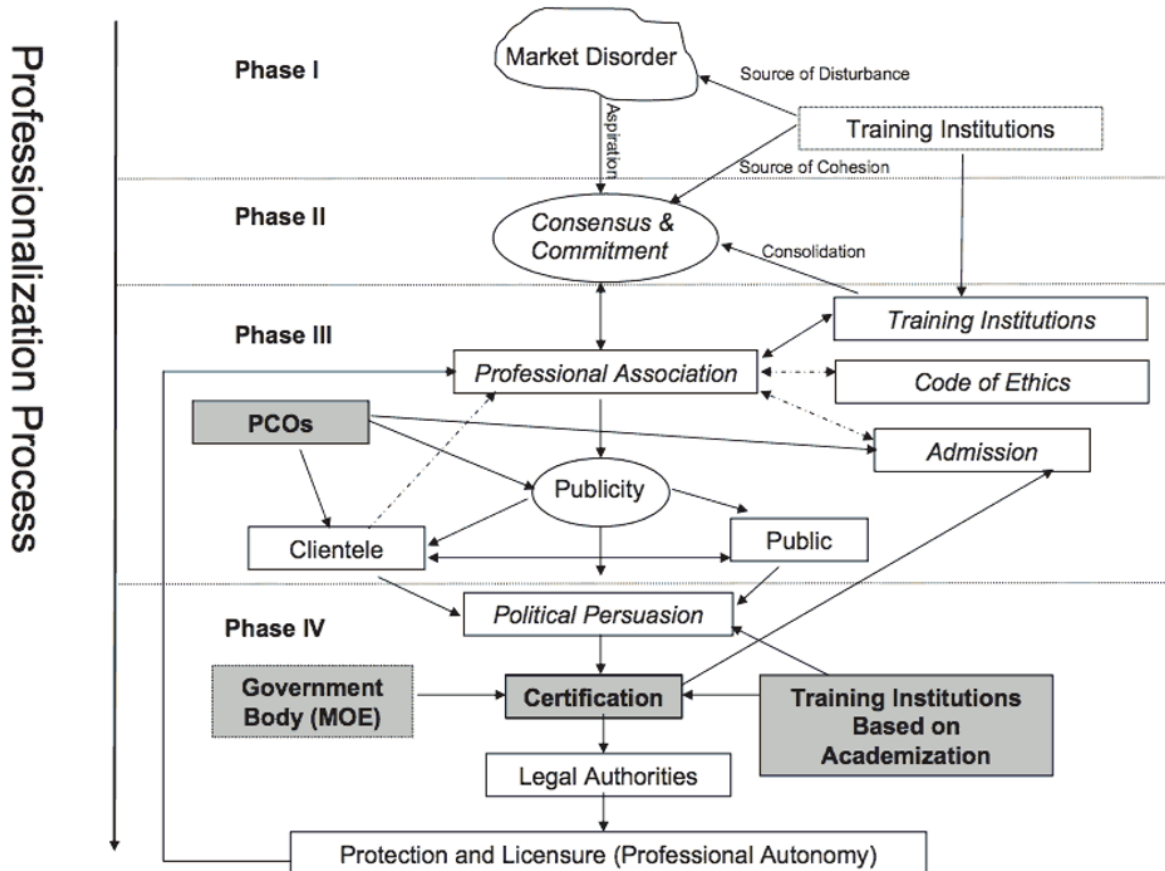 Professionalization Process
Phase I
Market Disorder
Source of Disturbance
Training Institutions
Aspiration
Source of Cohesion
Phase II
Consensus &
Commitment
Consolidation
Phase III
Training Institutions
Professional Association
Code of Ethics
PCOs
Admission
Publicity
Clientele
Public
Political Persuasion
Phase IV
Government
Body (MOE)
Certification
Training Institutions
Based on
Academization
Legal Authorities
Protection and Licensure (Professional Autonomy)